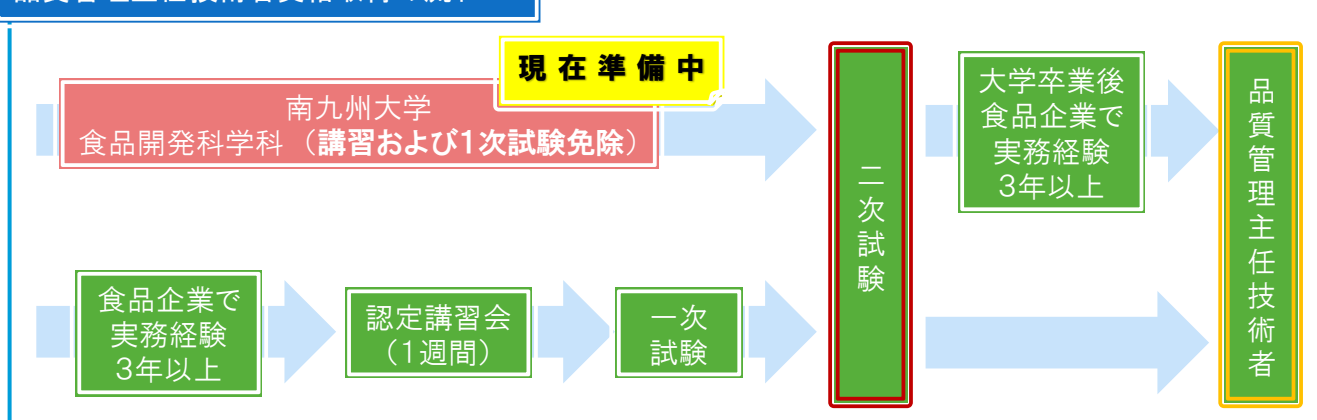 現在準備中
南九州大学
食品開発科学科（講習および1次試験免除）
二次試験
大学卒業後
食品企業で
実務経験
3年以上
品質管理主任技術者
食品企業で
実務経験
3年以上
認定講習会
（1週間）
一次
試験